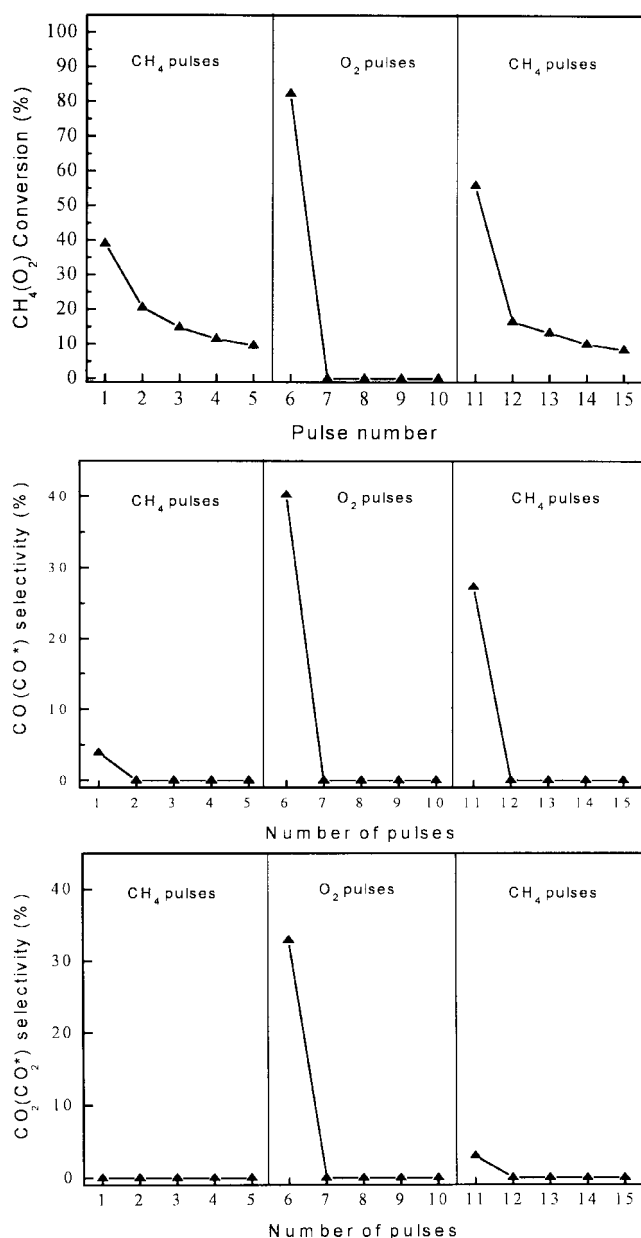 CH4 pulses O2 pulses CH4 pulses
100
90
80
70
60
50
40
30
20
10
0
CH4(O2) Conversion (%)
1 2 3 4 5 6 7 8 9 10 11 12 13 14 15
Pulse number
CH4 pulses O2 pulses CH4 pulses
40
30
20
10
0
CO(CO*) selectivity (%)
1 2 3 4 5 6 7 8 9 10 11 12 13 14 15
Number of pulses
CH4 pulses O2 pulses CH4 pulses
40
30
20
10
0
CO2(CO2*) selectivity (%)
1 2 3 4 5 6 7 8 9 10 11 12 13 14 15
Number of pulses